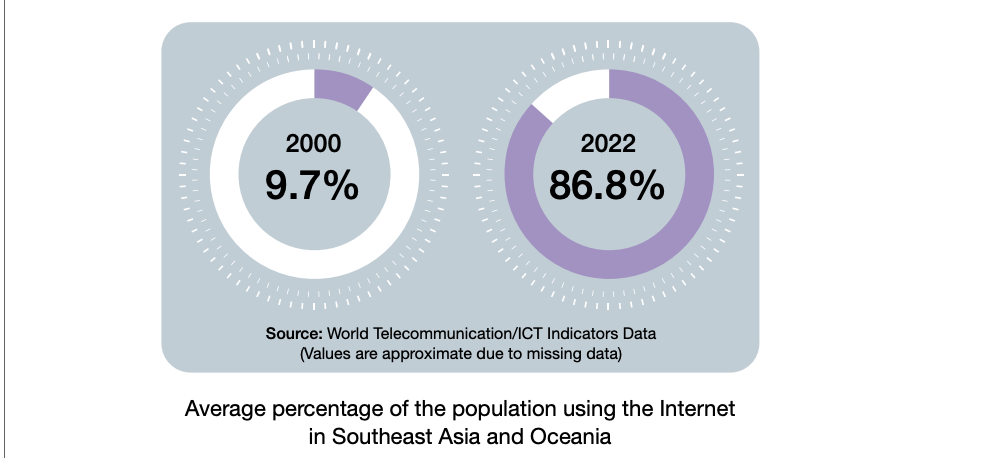 2000
9.7%
2022
86.8%
Source: World Telecommunication/ICT Indicators Data
(Values are approximate due to missing data)
Average percentage of the population using the Internet
in Southeast Asia and Oceania